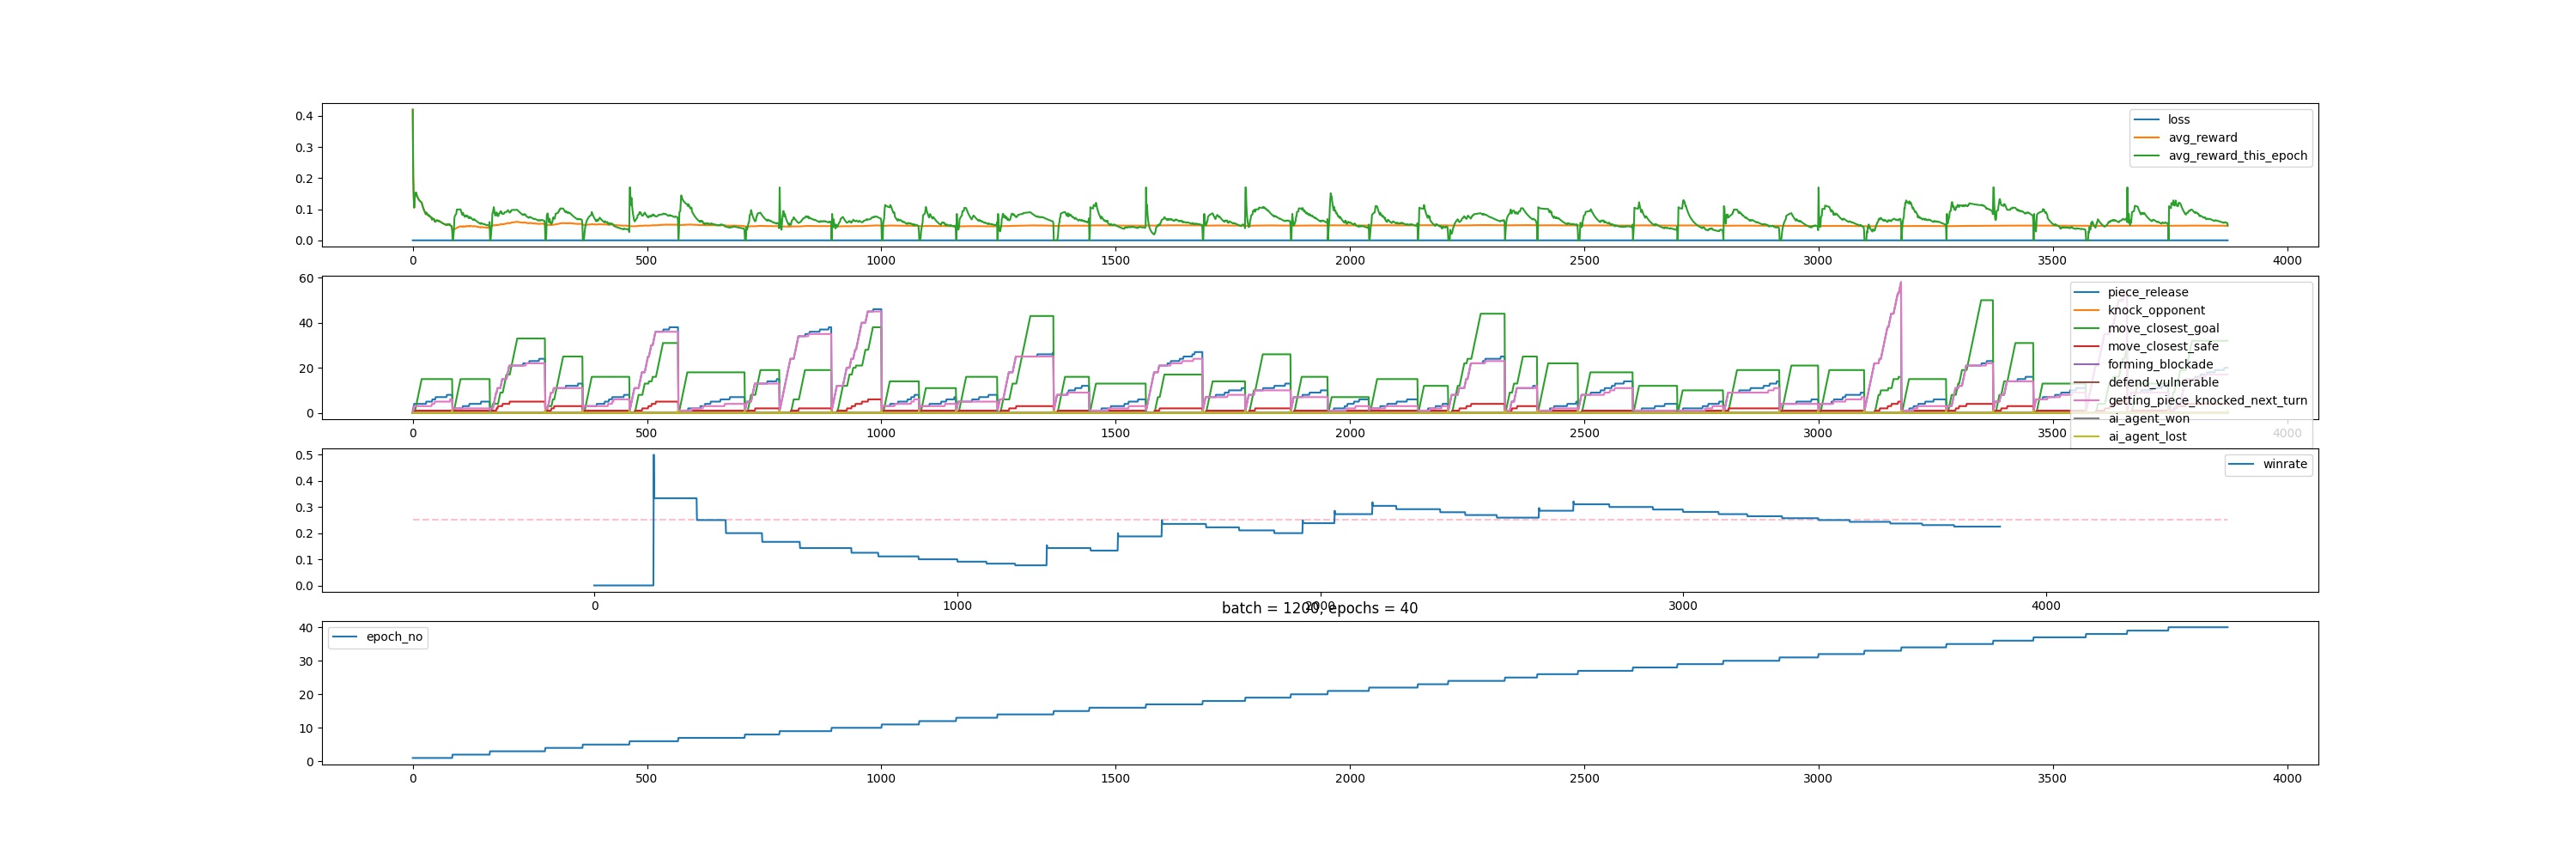 0.4
0.3
0.2
0.1
0.0
loss
avg_reward
avg_reward_this_epoch
0 500 1000 1500 2000 2500 3000 3500 4000
60
40
20
0
piece_release
knock_opponent
move_closest_goal
move_closest_safe
forming_blockade
defend_vulnerable
getting_piece_knocked_next_turn
ai_agent_won
ai_agent_lost
0 500 1000 1500 2000 2500 3000 3500 4000
0.5
0.4
0.3
0.2
0.1
0.0
winrate
0 1000 2000 3000 4000
batch = 1200, epochs = 40
40
30
20
10
0
epoch_no
0 500 1000 1500 2000 2500 3000 3500 4000